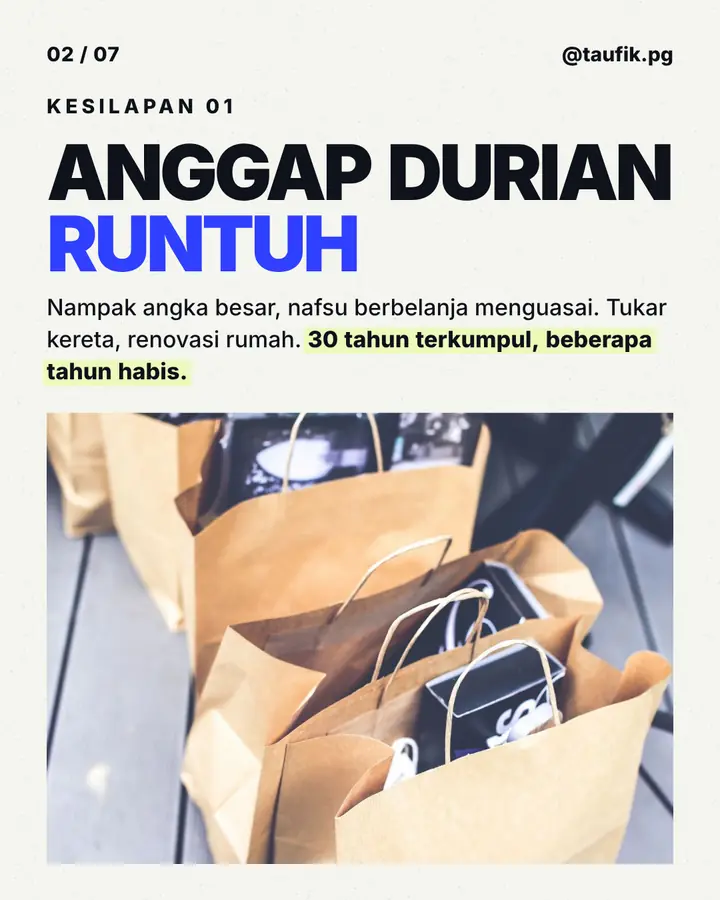 02 / 07
@taufik.pg
KESILAPAN 01
ANGGAP DURIAN
RUNTUH
Nampak angka besar, nafsu berbelanja menguasai. Tukar
kereta, renovasi rumah. 30 tahun terkumpul, beberapa
tahun habis.